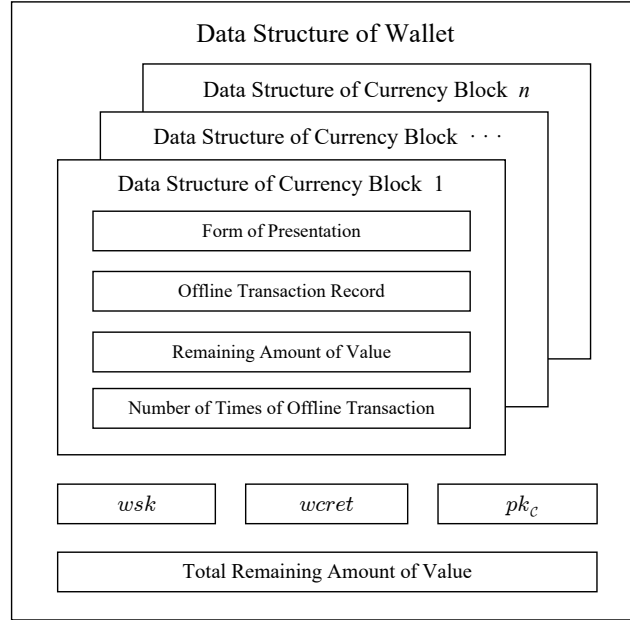 Data Structure of Wallet
Data Structure of Currency Block n
Data Structure of Currency Block · · ·
Data Structure of Currency Block 1
Form of Presentation
Offline Transaction Record
Remaining Amount of Value
Number of Times of Offline Transaction
wsk wcret pk_C
Total Remaining Amount of Value